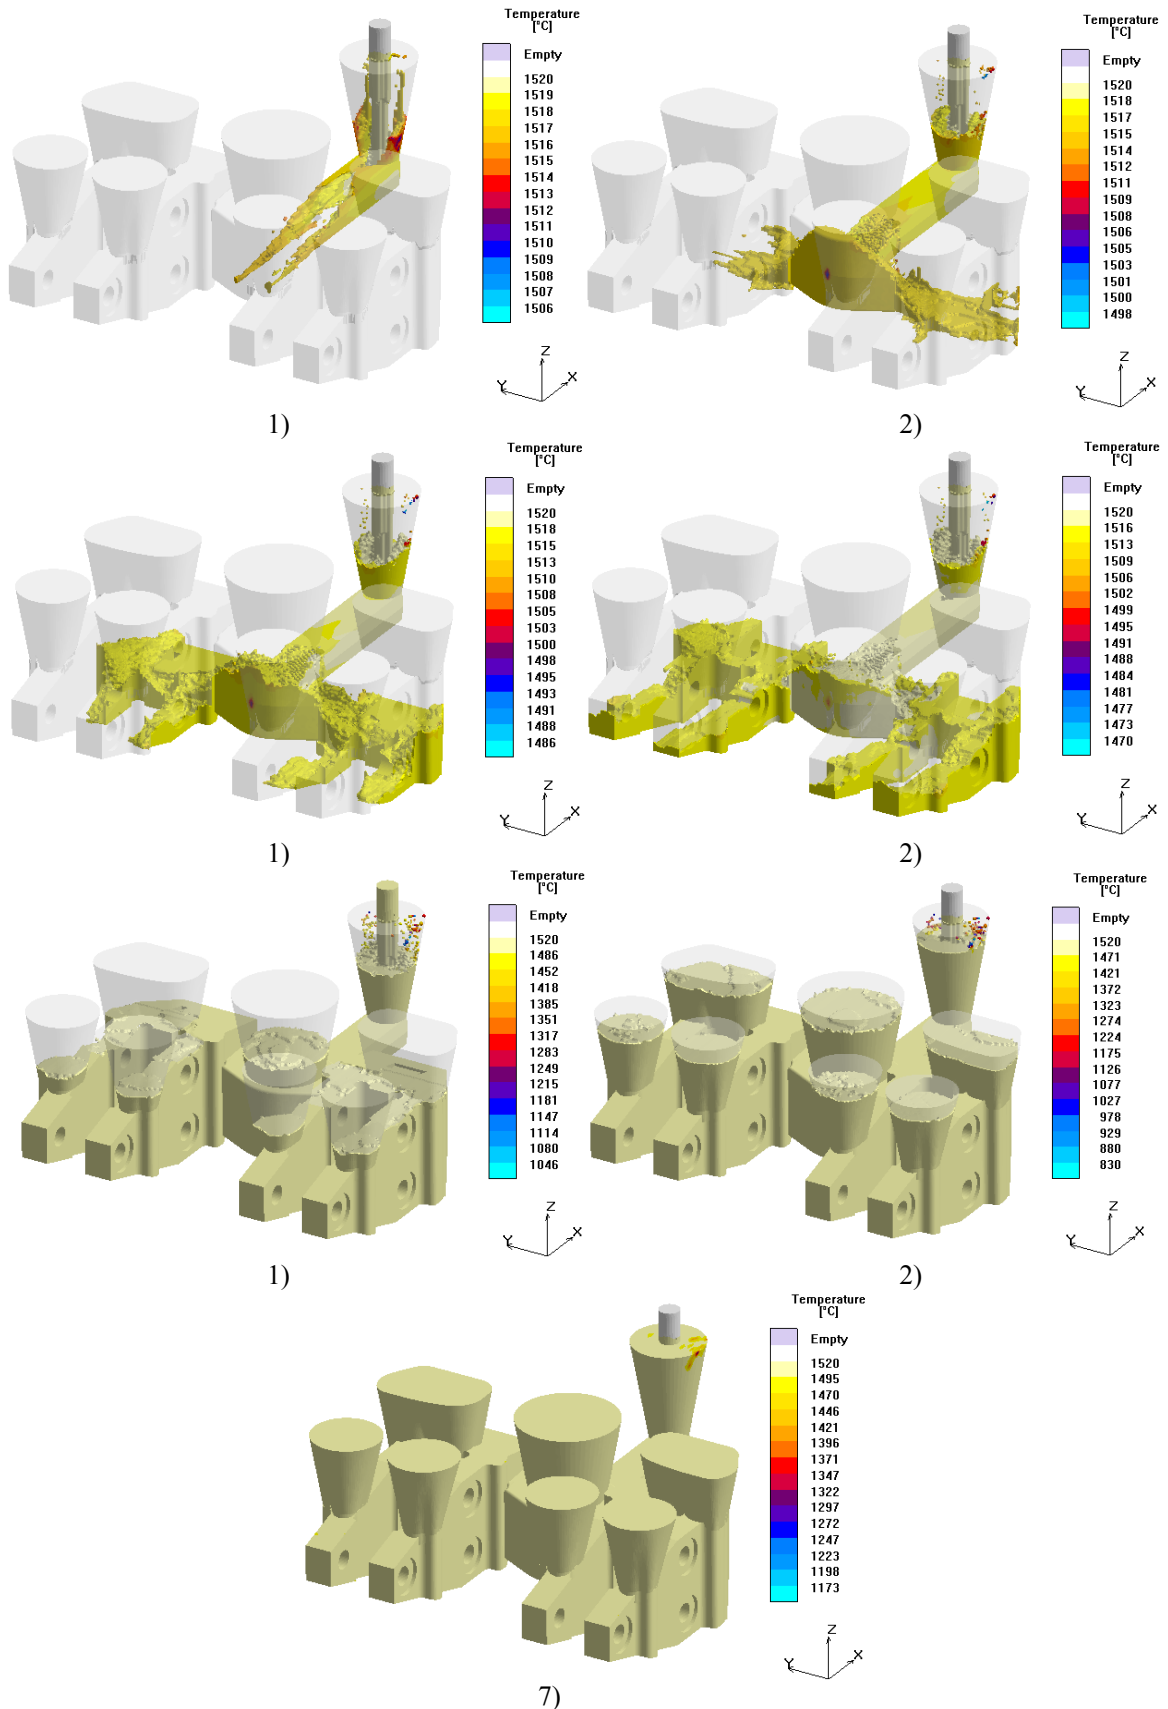 Temperature
[°C]
Empty
1520
1519
1518
1517
1516
1515
1514
1513
1512
1511
1510
1509
1508
1507
1506
Z
Y
X
1)
Temperature
[°C]
Empty
1520
1518
1517
1515
1514
1512
1511
1509
1508
1506
1505
1503
1501
1500
1498
Z
Y
X
2)
Temperature
[°C]
Empty
1520
1518
1515
1513
1510
1508
1505
1503
1500
1498
1495
1493
1491
1488
1486
Z
Y
X
1)
Temperature
[°C]
Empty
1520
1516
1513
1509
1506
1502
1499
1495
1491
1488
1484
1481
1477
1473
1470
Z
Y
X
2)
Temperature
[°C]
Empty
1520
1486
1452
1418
1385
1351
1317
1283
1249
1215
1181
1147
1114
1080
1046
Z
Y
X
1)
Temperature
[°C]
Empty
1520
1471
1421
1372
1323
1274
1224
1175
1126
1077
1027
978
929
880
830
Z
Y
X
2)
Temperature
[°C]
Empty
1520
1495
1470
1446
1421
1396
1371
1347
1322
1297
1272
1247
1223
1198
1173
Z
Y
X
7)